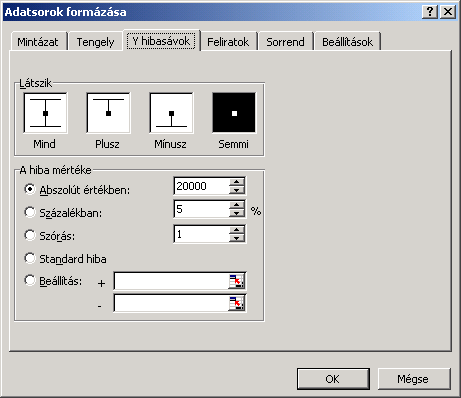 Adatsorok formázása
Mintázat Tengely Y hibasávok Feliratok Sorrend Beállítások
Látszik
Mind Plusz Mínusz Semmi
A hiba mértéke
Abszolút értékben: 20000
Százalékban: 5 %
Szórás: 1
Standard hiba
Beállítás: +
-
OK Mégse